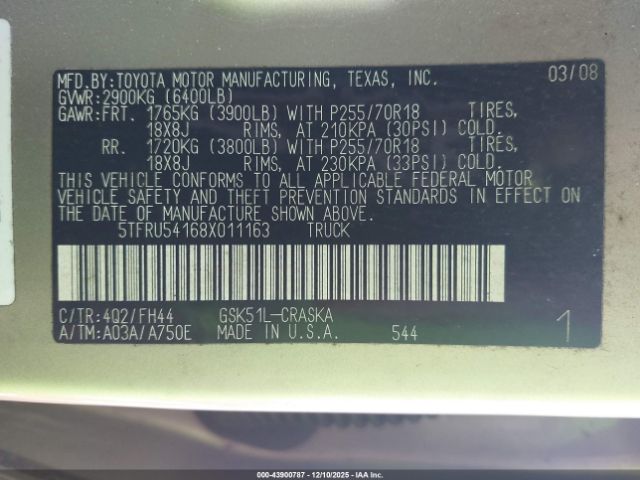 MFD.BY:TOYOTA MOTOR MANUFACTURING, TEXAS, INC. 03/08
GVWR:2900KG (6400LB)
GAWR:FRT. 1765KG (3900LB) WITH P255/70R18 TIRES,
18X8J RIMS, AT 210KPA (30PSI) COLD.
RR. 1720KG (3800LB) WITH P255/70R18 TIRES,
18X8J RIMS, AT 230KPA (33PSI) COLD.
THIS VEHICLE CONFORMS TO ALL APPLICABLE FEDERAL MOTOR
VEHICLE SAFETY AND THEFT PREVENTION STANDARDS IN EFFECT ON
THE DATE OF MANUFACTURE SHOWN ABOVE.
5TFRU54168X011163 TRUCK
C/TR:4Q2/FH44 GSK51L-CRASKA
A/TM:A03A/A750E MADE IN U.S.A. 544 1
000-43900787 - 12/10/2025 - IAAI.COM